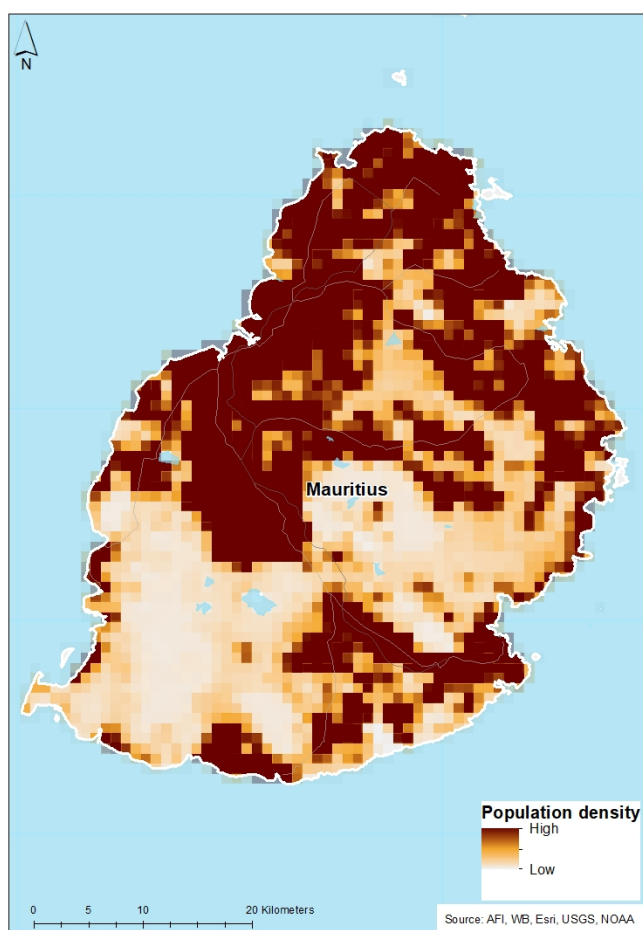 N
Mauritius
Population density
High
Low
0 5 10 20 Kilometers
Source: AFI, WB, Esri, USGS, NOAA